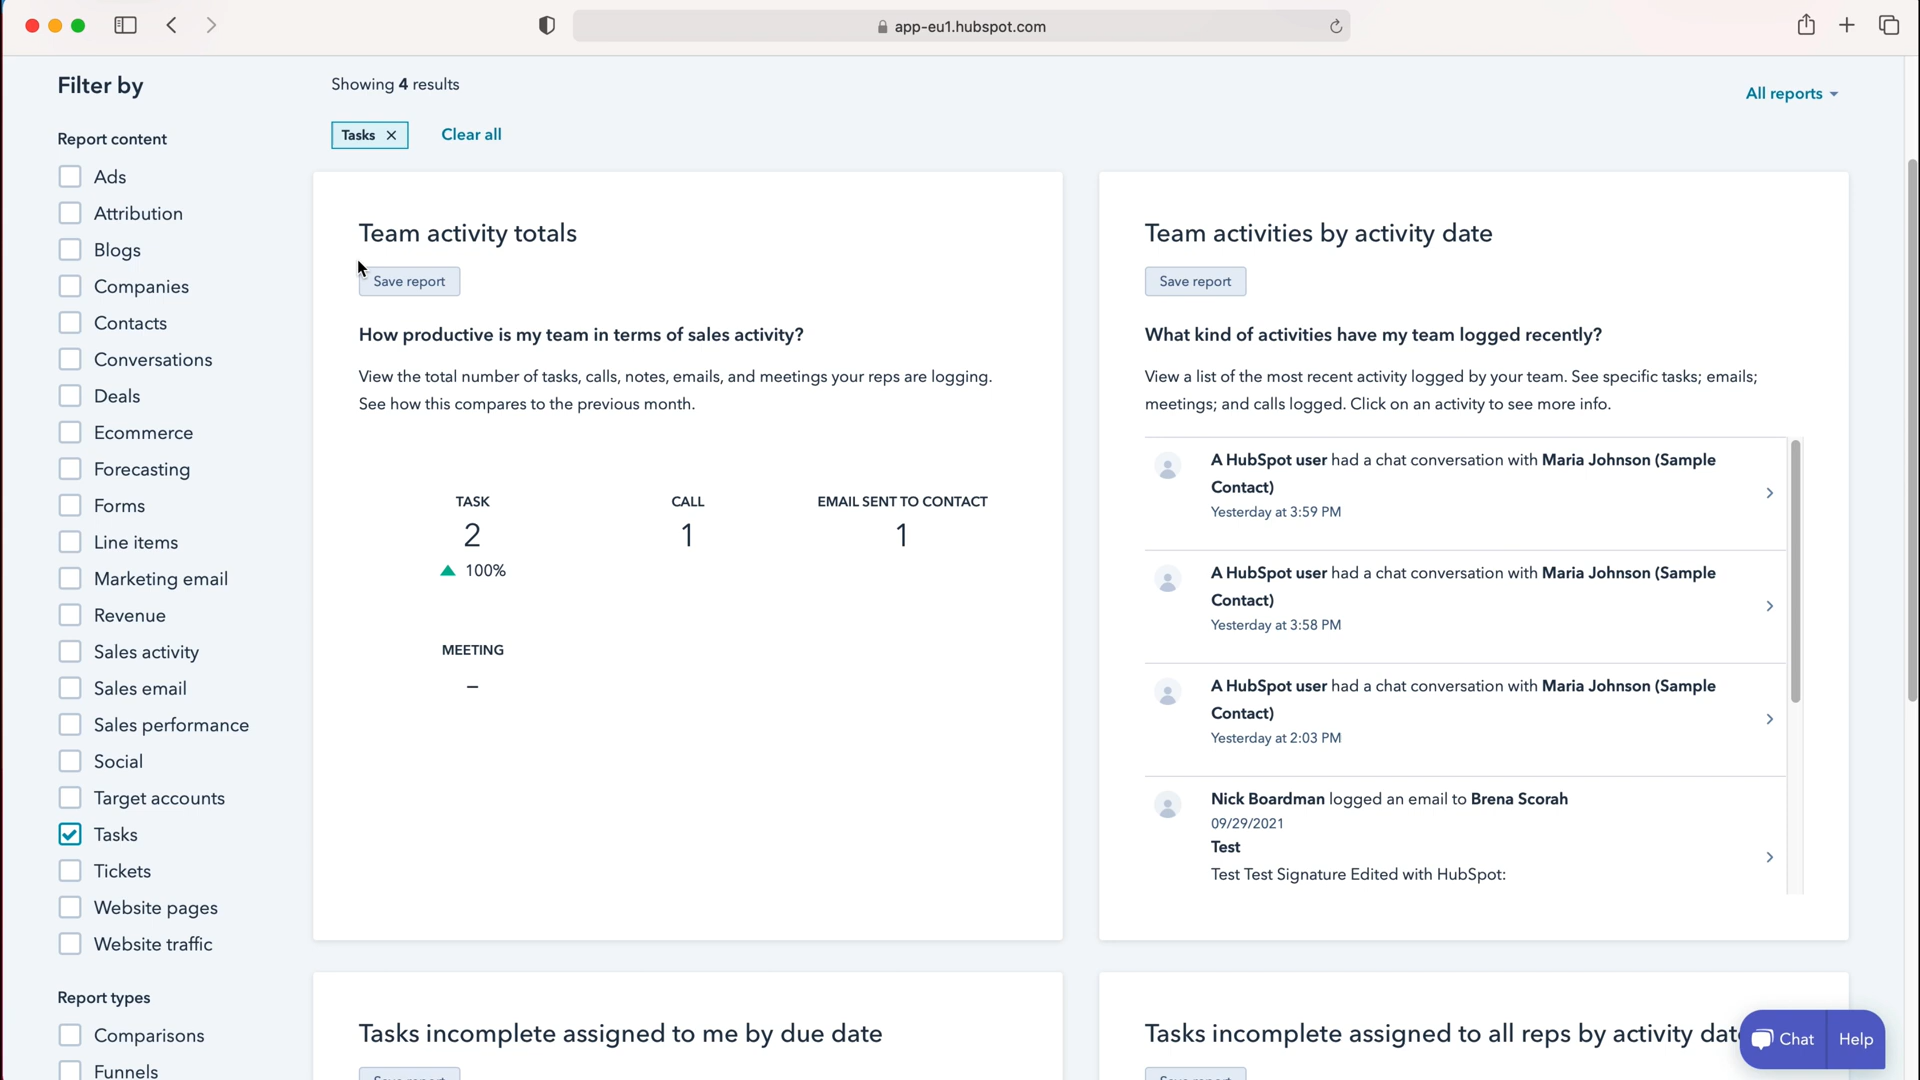 app-eu1.hubspot.com
Filter by
Showing 4 results
All reports
Tasks
Clear all
Report content
Ads
Attribution
Blogs
Companies
Contacts
Conversations
Deals
Ecommerce
Forecasting
Forms
Line items
Marketing email
Revenue
Sales activity
Sales email
Sales performance
Social
Target accounts
Tasks
Tickets
Website pages
Website traffic
Report types
Comparisons
Funnels
Team activity totals
Save report
How productive is my team in terms of sales activity?
View the total number of tasks, calls, notes, emails, and meetings your reps are logging.
See how this compares to the previous month.
TASK
2
100%
CALL
1
EMAIL SENT TO CONTACT
1
MEETING
–
Team activities by activity date
Save report
What kind of activities have my team logged recently?
View a list of the most recent activity logged by your team. See specific tasks; emails;
meetings; and calls logged. Click on an activity to see more info.
A HubSpot user had a chat conversation with Maria Johnson (Sample
Contact)
Yesterday at 3:59 PM
A HubSpot user had a chat conversation with Maria Johnson (Sample
Contact)
Yesterday at 3:58 PM
A HubSpot user had a chat conversation with Maria Johnson (Sample
Contact)
Yesterday at 2:03 PM
Nick Boardman logged an email to Brena Scorah
09/29/2021
Test
Test Test Signature Edited with HubSpot:
Tasks incomplete assigned to me by due date
Save report
Tasks incomplete assigned to all reps by activity date
Save report
Chat
Help